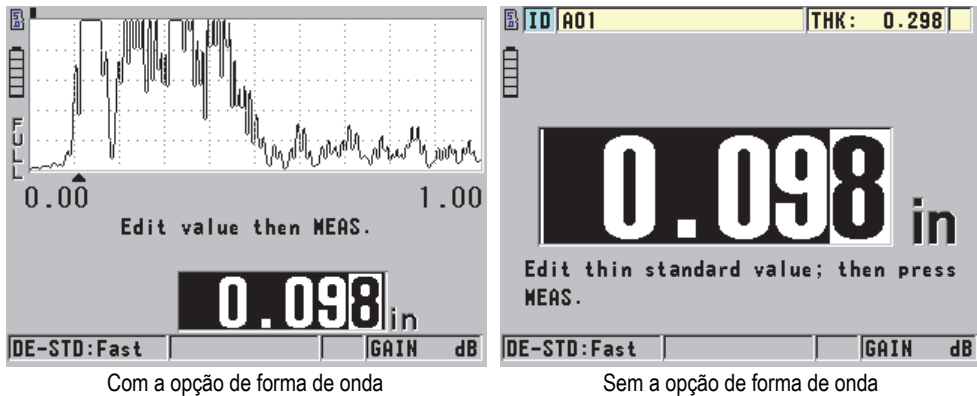 FULL
0.00 1.00
Edit value then MEAS.
0.098 in
DE-STD:Fast GAIN dB
Com a opção de forma de onda
ID A01 THK: 0.298
0.098 in
Edit thin standard value; then press
MEAS.
DE-STD:Fast GAIN dB
Sem a opção de forma de onda